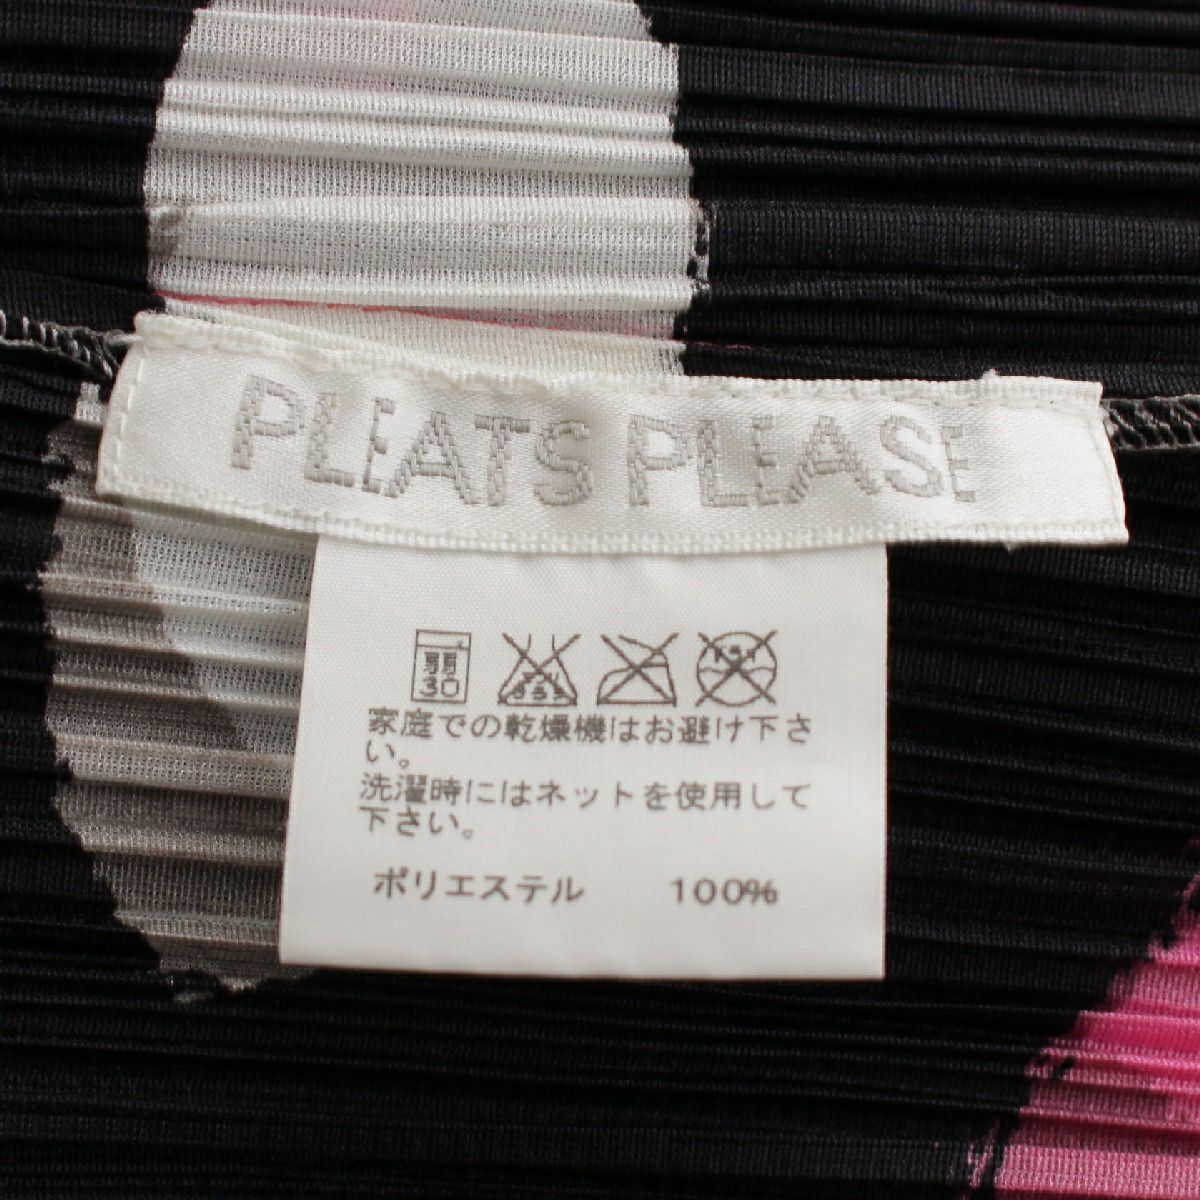 PLEATS PLEASE
弱
30
家庭での乾燥機はお避け下さ
い。
洗濯時にはネットを使用して
下さい。
ポリエステル 100%